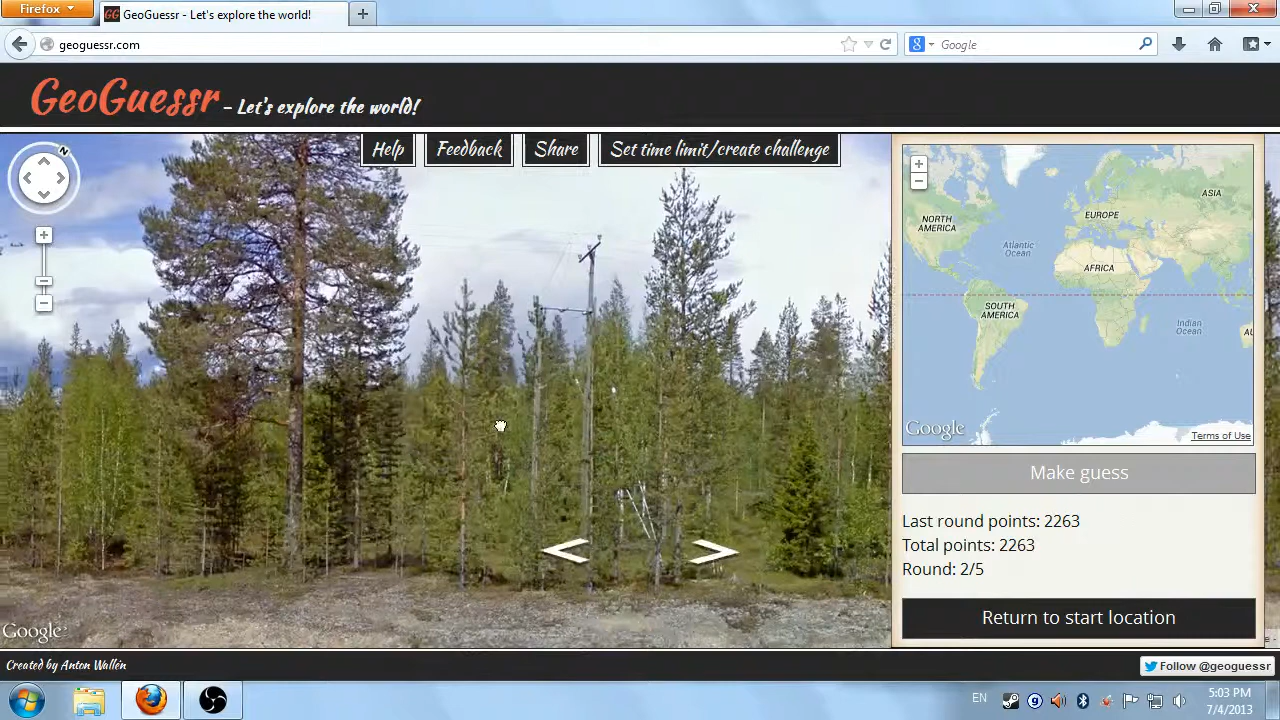 Firefox
GeoGuessr - Let's explore the world!
geoguessr.com
Google
GeoGuessr - Let's explore the world!
Help
Feedback
Share
Set time limit/create challenge
N
NORTH AMERICA
Atlantic Ocean
EUROPE
ASIA
AFRICA
SOUTH AMERICA
Indian Ocean
AU
Google
Terms of Use
Make guess
Last round points: 2263
Total points: 2263
Round: 2/5
Return to start location
Google
Created by Anton Wallén
Follow @geoguessr
EN
5:03 PM
7/4/2013